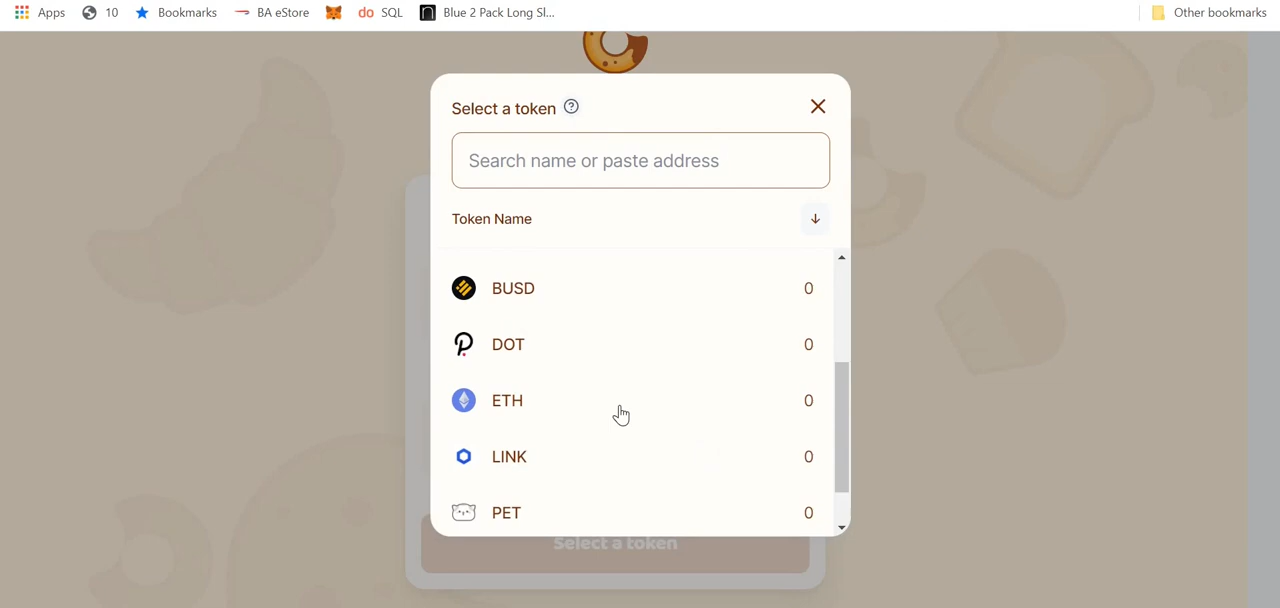 Apps 10 Bookmarks BA eStore do SQL Blue 2 Pack Long Sl... Other bookmarks
Select a token ?
Search name or paste address
Token Name
BUSD 0
DOT 0
ETH 0
LINK 0
PET 0
Select a token